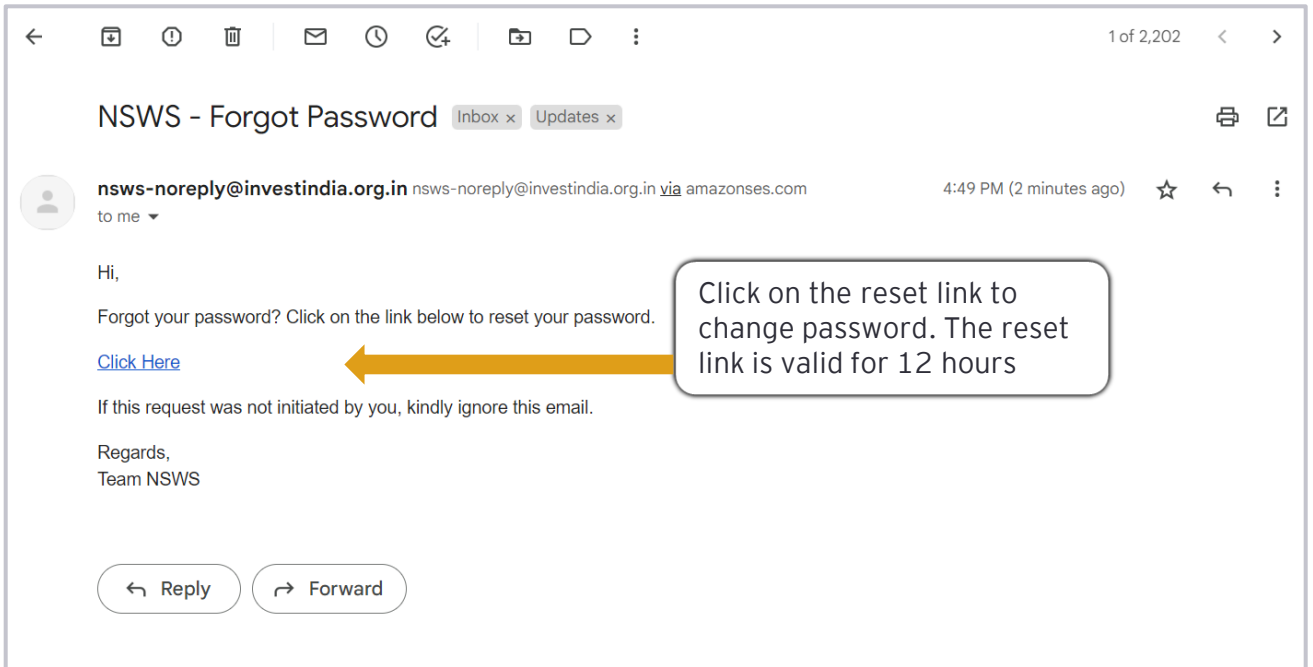 1 of 2,202
NSWS - Forgot Password Inbox x Updates x
nsws-noreply@investindia.org.in nsws-noreply@investindia.org.in via amazonses.com 4:49 PM (2 minutes ago)
to me
Hi,
Forgot your password? Click on the link below to reset your password.
Click Here
If this request was not initiated by you, kindly ignore this email.
Regards,
Team NSWS
Click on the reset link to
change password. The reset
link is valid for 12 hours
Reply Forward